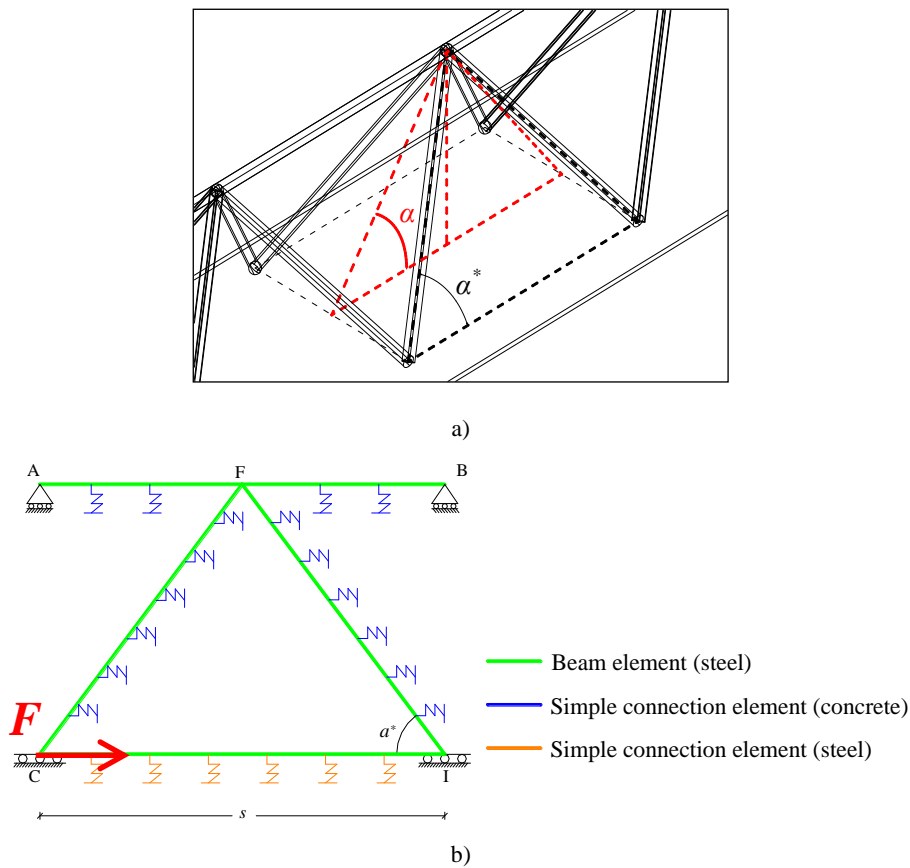 α
α*
a)
A
F
B
Beam element (steel)
Simple connection element (concrete)
F
a*
Simple connection element (steel)
C
I
s
b)